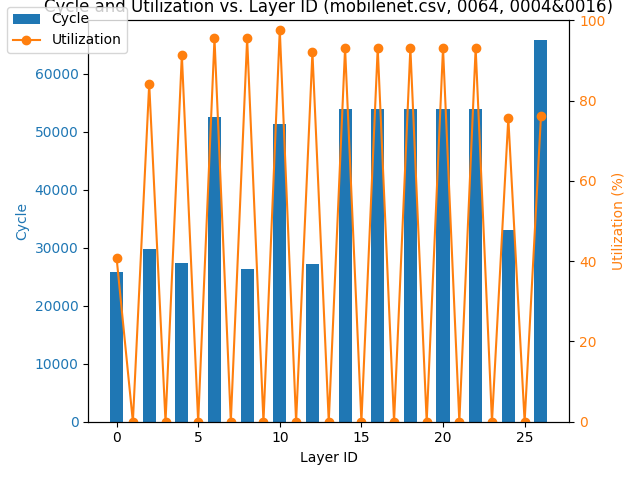 Cycle and Utilization vs. Layer ID (mobilenet.csv, 0064, 0004&0016)
Cycle
Utilization
100
80
60
40
20
0
Utilization (%)
60000
50000
40000
30000
20000
10000
0
Cycle
0 5 10 15 20 25
Layer ID